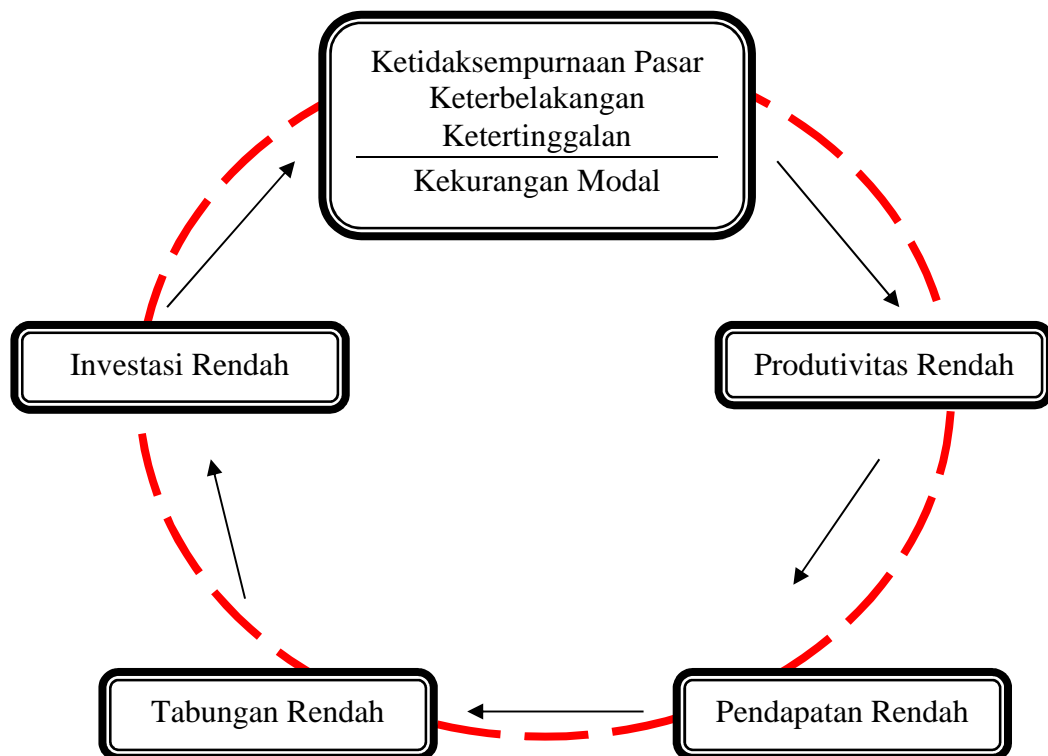 Ketidaksempurnaan Pasar
Keterbelakangan
Ketertinggalan
Kekurangan Modal
Investasi Rendah
Produtivitas Rendah
Tabungan Rendah
Pendapatan Rendah